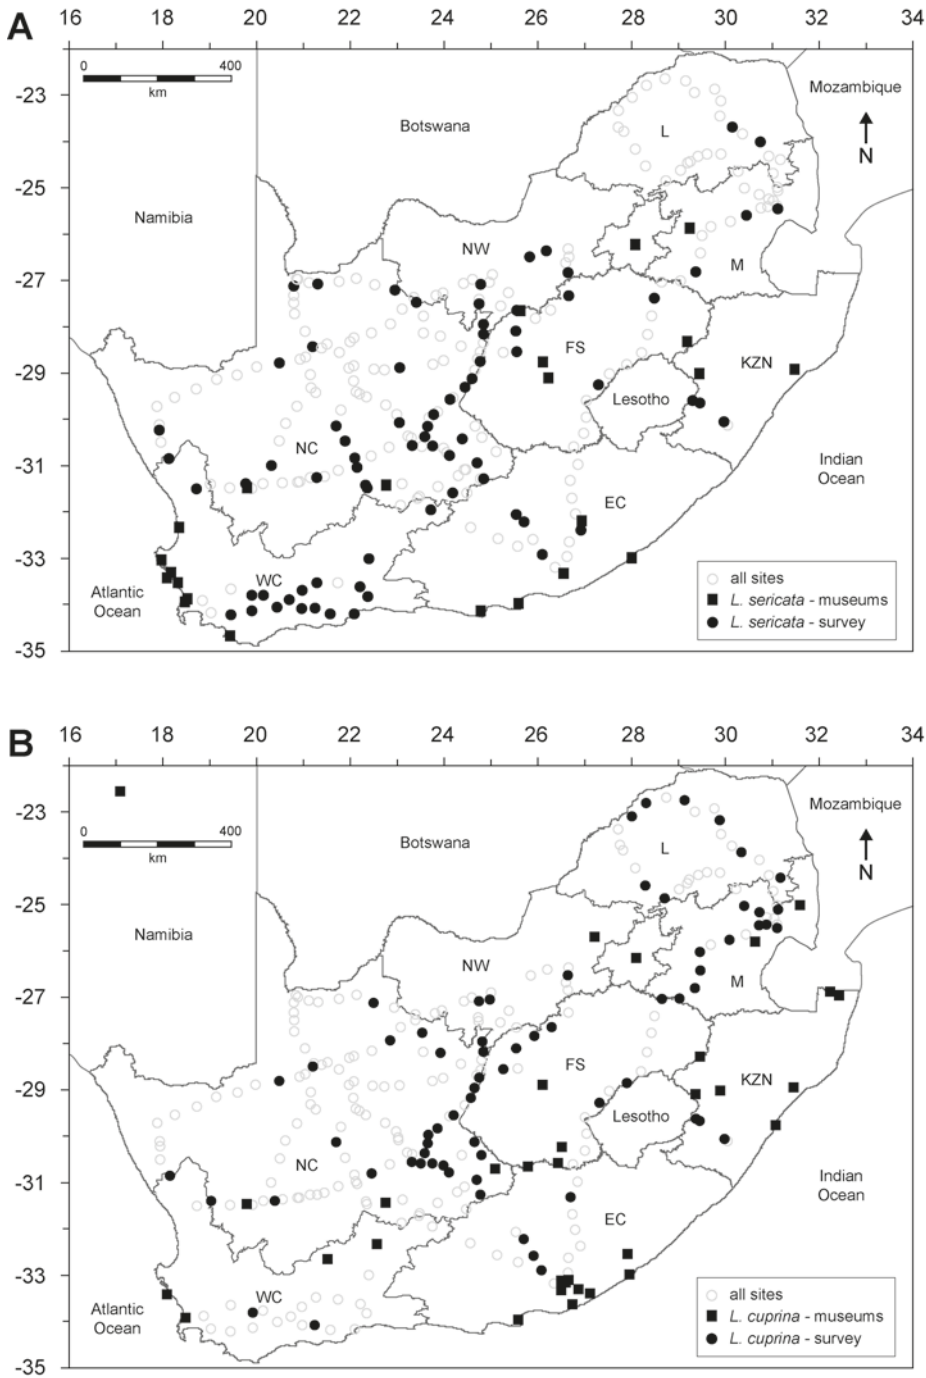 A
16 18 20 22 24 26 28 30 32 34
-23
-25
-27
-29
-31
-33
-35
0 400
km
Mozambique
N
Botswana
Namibia
L
NW
M
FS
KZN
Lesotho
NC
EC
WC
Indian
Ocean
Atlantic
Ocean
all sites
L. sericata - museums
L. sericata - survey
B
16 18 20 22 24 26 28 30 32 34
-23
-25
-27
-29
-31
-33
-35
0 400
km
Mozambique
N
Botswana
Namibia
L
NW
M
FS
KZN
Lesotho
NC
EC
WC
Indian
Ocean
Atlantic
Ocean
all sites
L. cuprina - museums
L. cuprina - survey